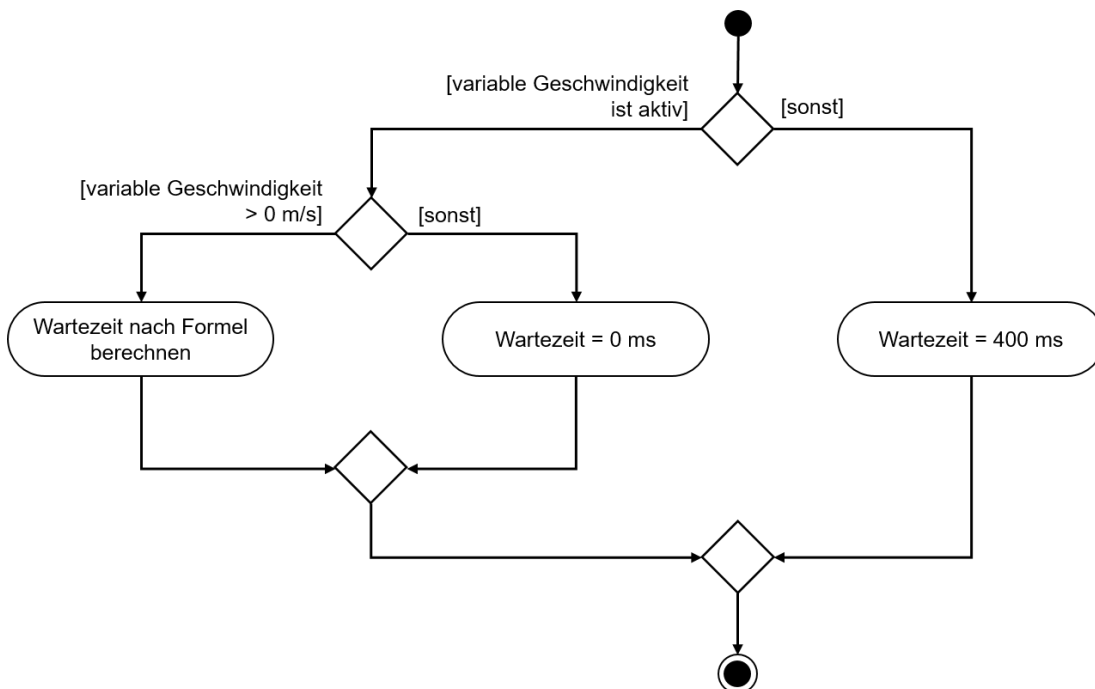 [variable Geschwindigkeit
ist aktiv]
[sonst]
[variable Geschwindigkeit
> 0 m/s]
[sonst]
Wartezeit nach Formel
berechnen
Wartezeit = 0 ms
Wartezeit = 400 ms